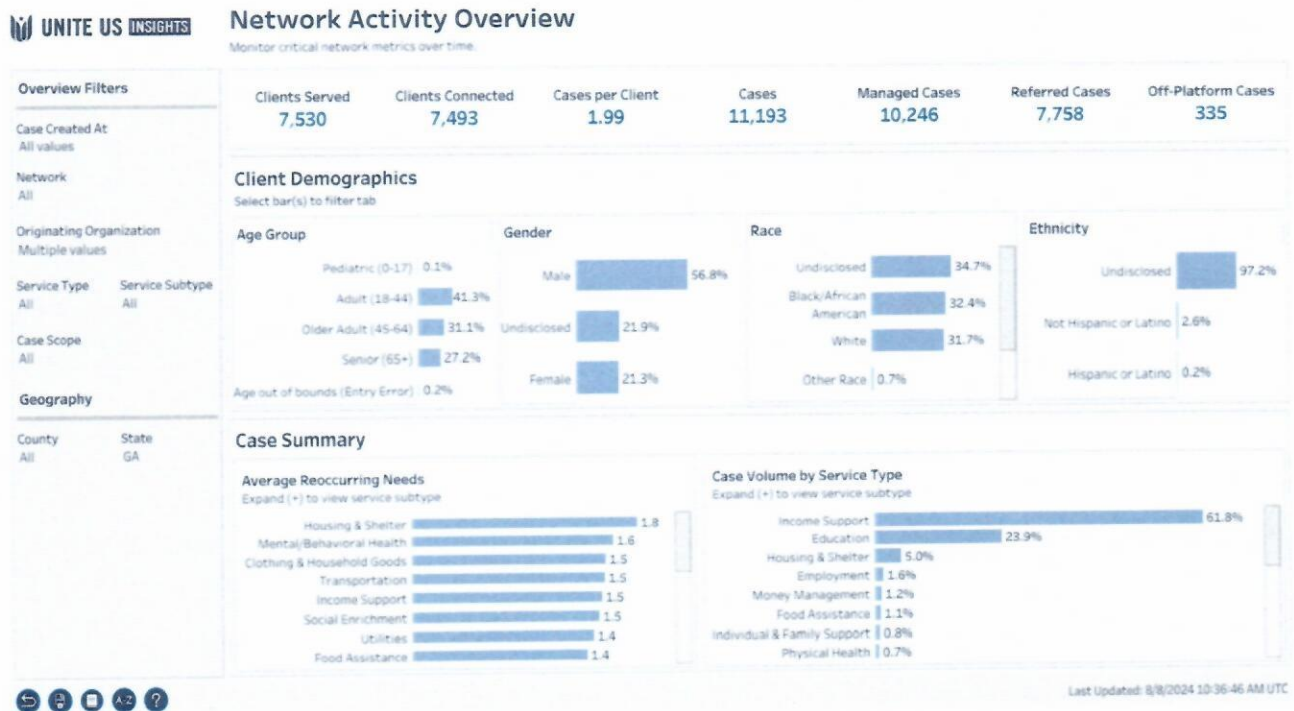 UNITE US INSIGHTS
Network Activity Overview
Monitor critical network metrics over time.
Overview Filters
Case Created At
All values
Network
All
Originating Organization
Multiple values
Service Type Service Subtype
All All
Case Scope
All
Geography
County State
All GA
Clients Served Clients Connected Cases per Client Cases Managed Cases Referred Cases Off-Platform Cases
7,530 7,493 1.99 11,193 10,246 7,758 335
Client Demographics
Select bar(s) to filter tab
Age Group
Pediatric (0-17) 0.1%
Adult (18-44) 41.3%
Older Adult (45-64) 31.1%
Senior (65+) 27.2%
Age out of bounds (Entry Error) 0.2%
Gender
Male 56.8%
Undisclosed 21.9%
Female 21.3%
Race
Undisclosed 34.7%
Black/African
American 32.4%
White 31.7%
Other Race 0.7%
Ethnicity
Undisclosed 97.2%
Not Hispanic or Latino 2.6%
Hispanic or Latino 0.2%
Case Summary
Average Reoccurring Needs
Expand (+) to view service subtype
Housing & Shelter 1.8
Mental/Behavioral Health 1.6
Clothing & Household Goods 1.5
Transportation 1.5
Income Support 1.5
Social Enrichment 1.5
Utilities 1.4
Food Assistance 1.4
Case Volume by Service Type
Expand (+) to view service subtype
Income Support 61.8%
Education 23.9%
Housing & Shelter 5.0%
Employment 1.6%
Money Management 1.2%
Food Assistance 1.1%
Individual & Family Support 0.8%
Physical Health 0.7%
A-Z ?
Last Updated: 8/8/2024 10:36:46 AM UTC